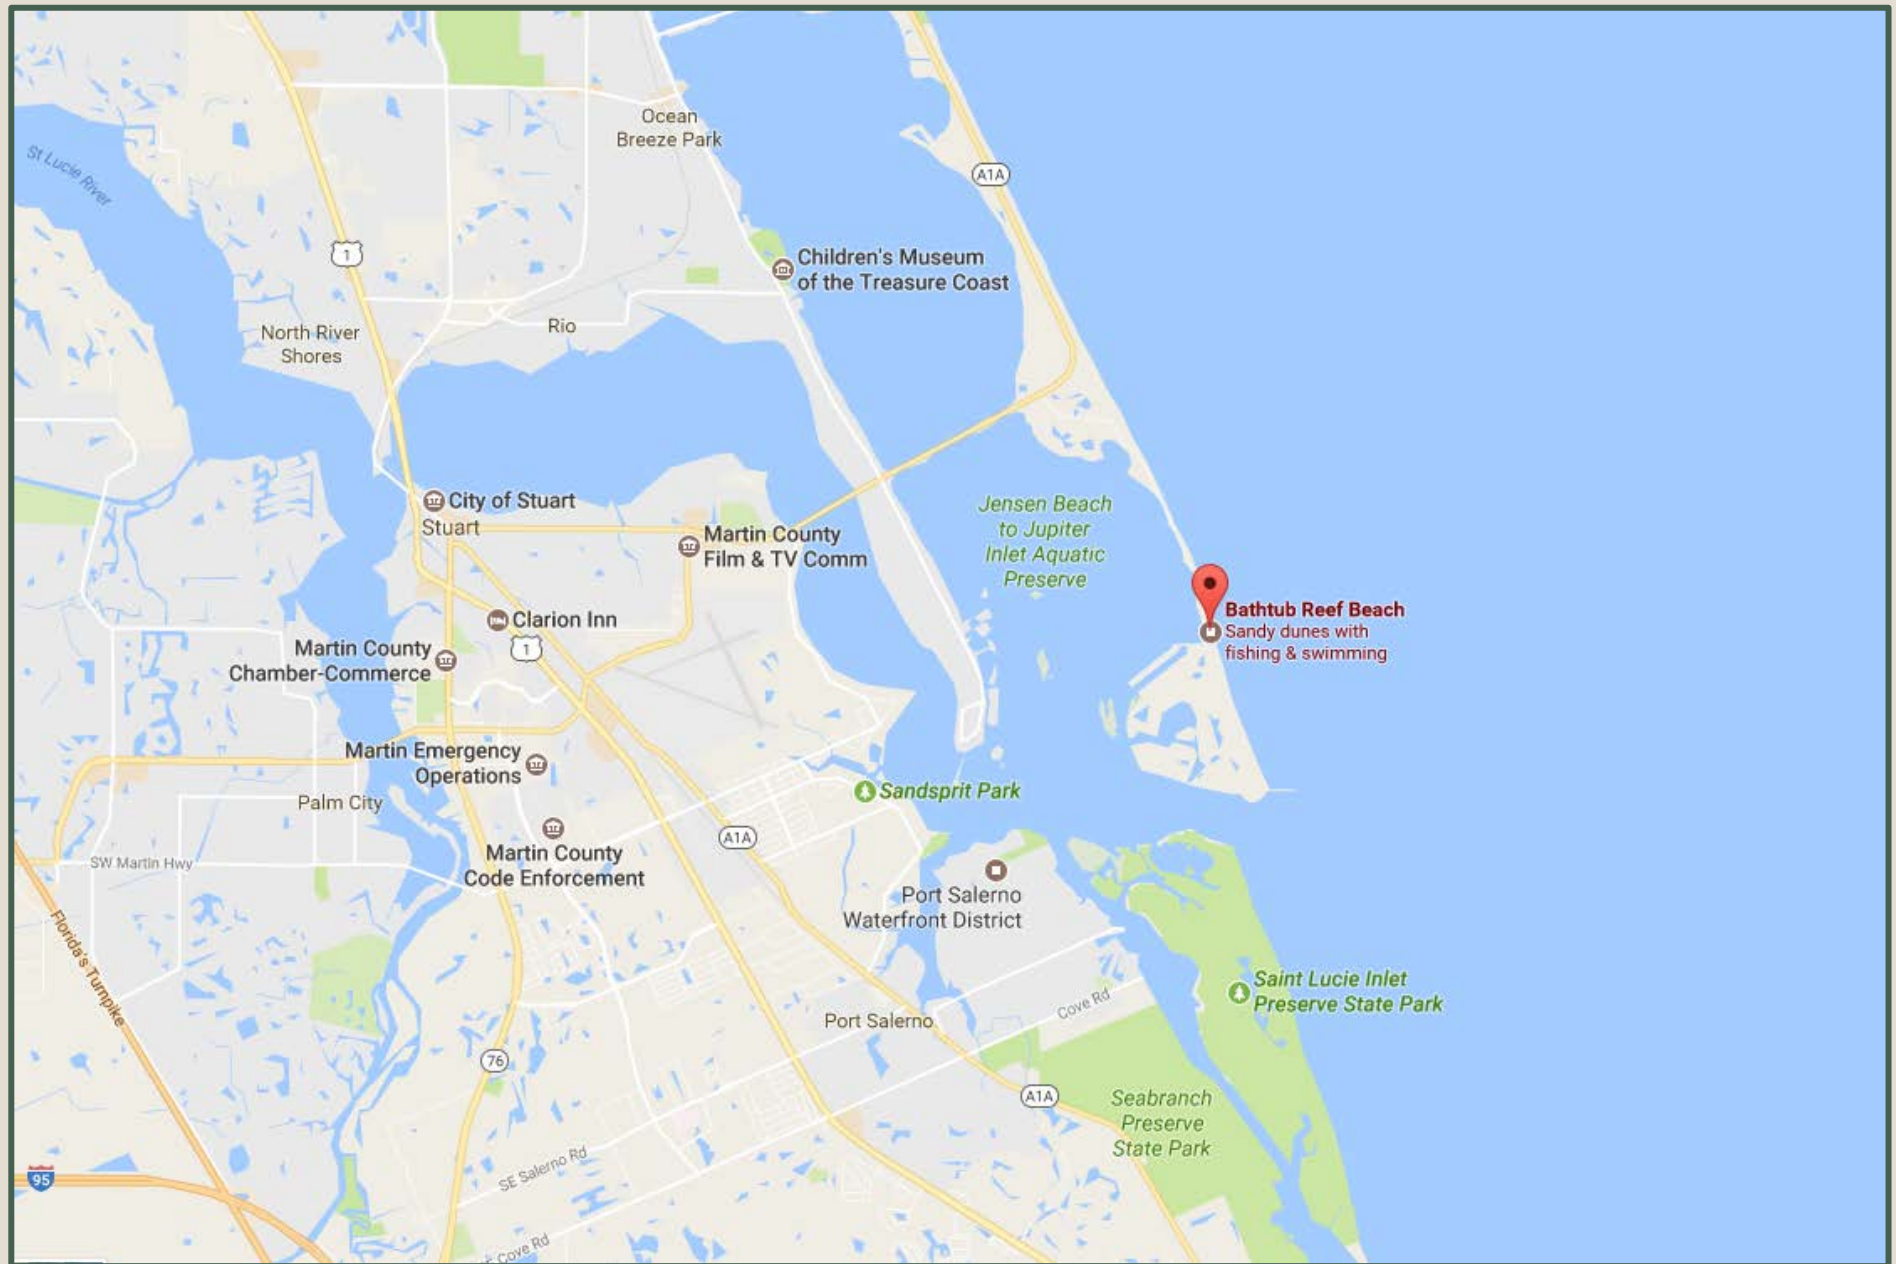 Ocean
Breeze Park
St Lucie River
A1A
1
Children's Museum
of the Treasure Coast
North River
Shores
Rio
City of Stuart
Stuart
Jensen Beach
to Jupiter
Inlet Aquatic
Preserve
Martin County
Film & TV Comm
Bathtub Reef Beach
Sandy dunes with
fishing & swimming
Clarion Inn
1
Martin County
Chamber-Commerce
Martin Emergency
Operations
Sandsprit Park
Palm City
A1A
Martin County
Code Enforcement
SW Martin Hwy
Port Salerno
Waterfront District
Florida's Turnpike
Saint Lucie Inlet
Preserve State Park
Cove Rd
Port Salerno
76
A1A
Seabranch
Preserve
State Park
SE Salerno Rd
95
Cove Rd